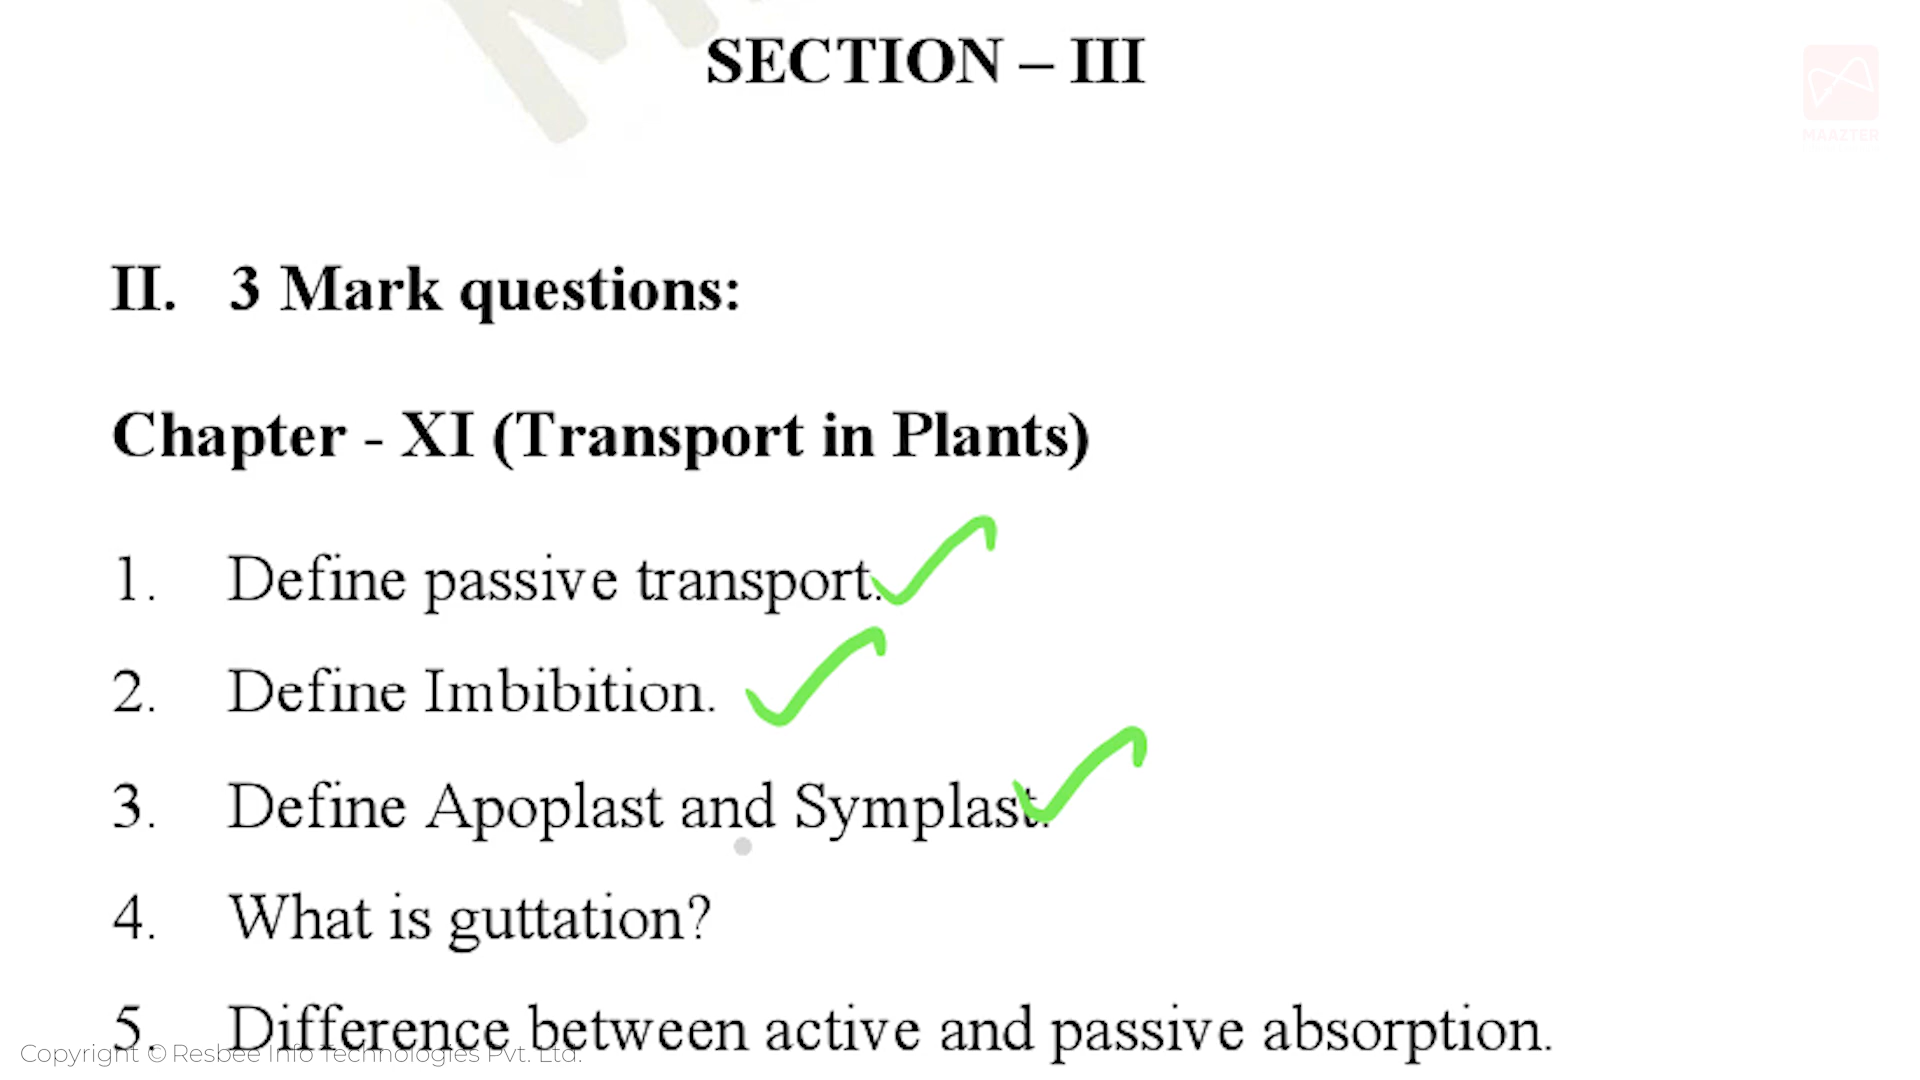 SECTION – III
MAAZTER
II. 3 Mark questions:
Chapter - XI (Transport in Plants)
1. Define passive transport.
2. Define Imbibition.
3. Define Apoplast and Symplast.
4. What is guttation?
5. Difference between active and passive absorption.
Copyright © Resbee Info Technologies Pvt. Ltd.